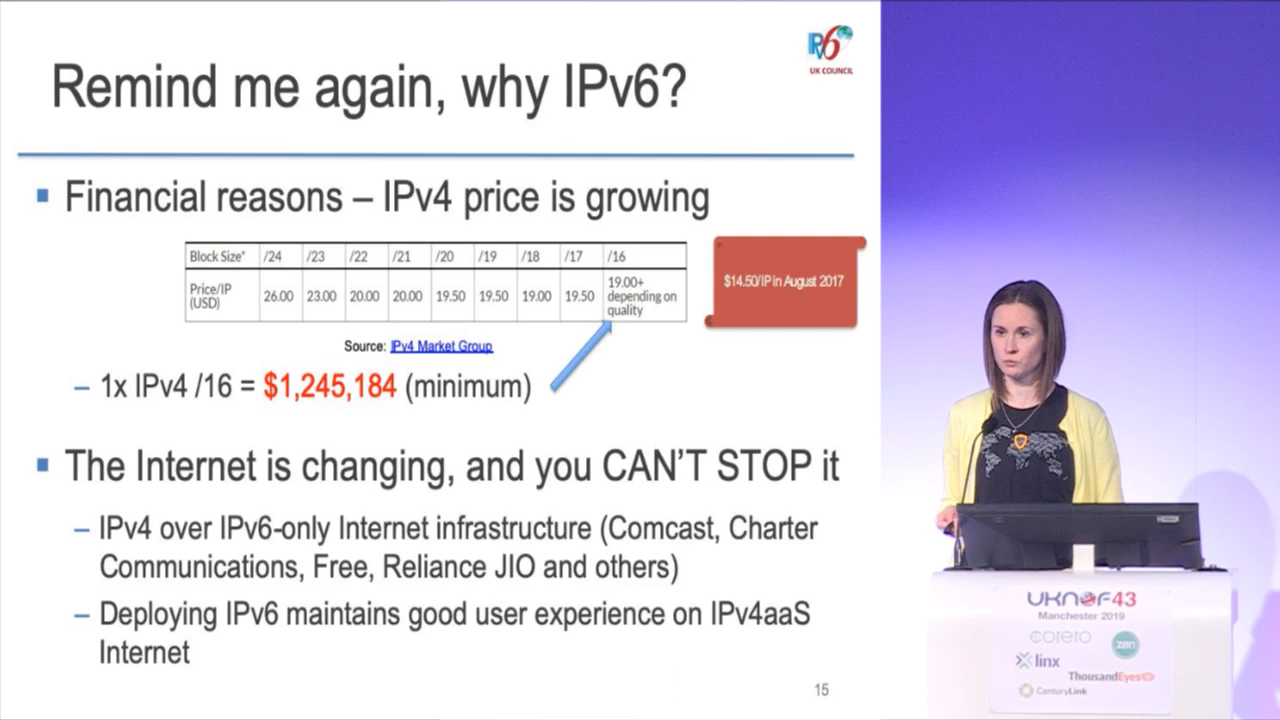 IPv6
UK COUNCIL
Remind me again, why IPv6?
Financial reasons – IPv4 price is growing
Block Size* /24 /23 /22 /21 /20 /19 /18 /17 /16
Price/IP (USD) 26.00 23.00 20.00 20.00 19.50 19.50 19.00 19.50 19.00+ depending on quality
$14.50/IP in August 2017
Source: IPv4 Market Group
– 1x IPv4 /16 = $1,245,184 (minimum)
The Internet is changing, and you CAN'T STOP it
– IPv4 over IPv6-only Internet infrastructure (Comcast, Charter
Communications, Free, Reliance JIO and others)
– Deploying IPv6 maintains good user experience on IPv4aaS
Internet
15
UKNOF43
Manchester 2019
corero
zen
linx
ThousandEyes
CenturyLink